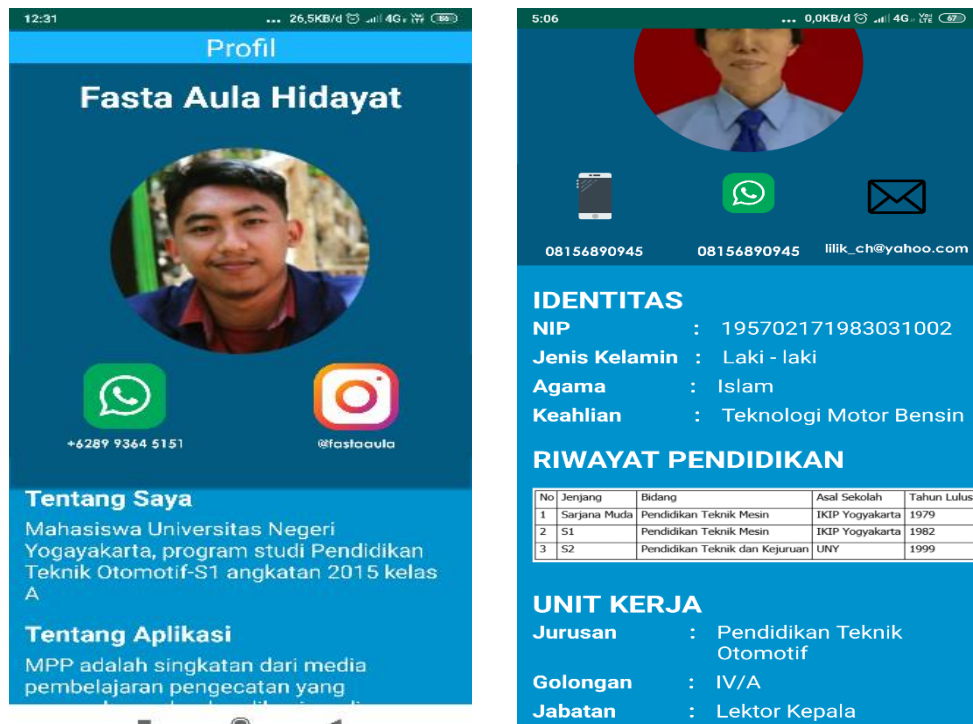 12:31
... 26,5KB/d 4G 86
Profil
Fasta Aula Hidayat
+6289 9364 5151
@fastaaula
Tentang Saya
Mahasiswa Universitas Negeri
Yogayakarta, program studi Pendidikan
Teknik Otomotif-S1 angkatan 2015 kelas
A
Tentang Aplikasi
MPP adalah singkatan dari media
pembelajaran pengecatan yang
5:06
... 0,0KB/d 4G VoLTE 67
08156890945
08156890945
lilik_ch@yahoo.com
IDENTITAS
NIP : 195702171983031002
Jenis Kelamin : Laki - laki
Agama : Islam
Keahlian : Teknologi Motor Bensin
RIWAYAT PENDIDIKAN
No Jenjang Bidang Asal Sekolah Tahun Lulus
1 Sarjana Muda Pendidikan Teknik Mesin IKIP Yogyakarta 1979
2 S1 Pendidikan Teknik Mesin IKIP Yogyakarta 1982
3 S2 Pendidikan Teknik dan Kejuruan UNY 1999
UNIT KERJA
Jurusan : Pendidikan Teknik
Otomotif
Golongan : IV/A
Jabatan : Lektor Kepala